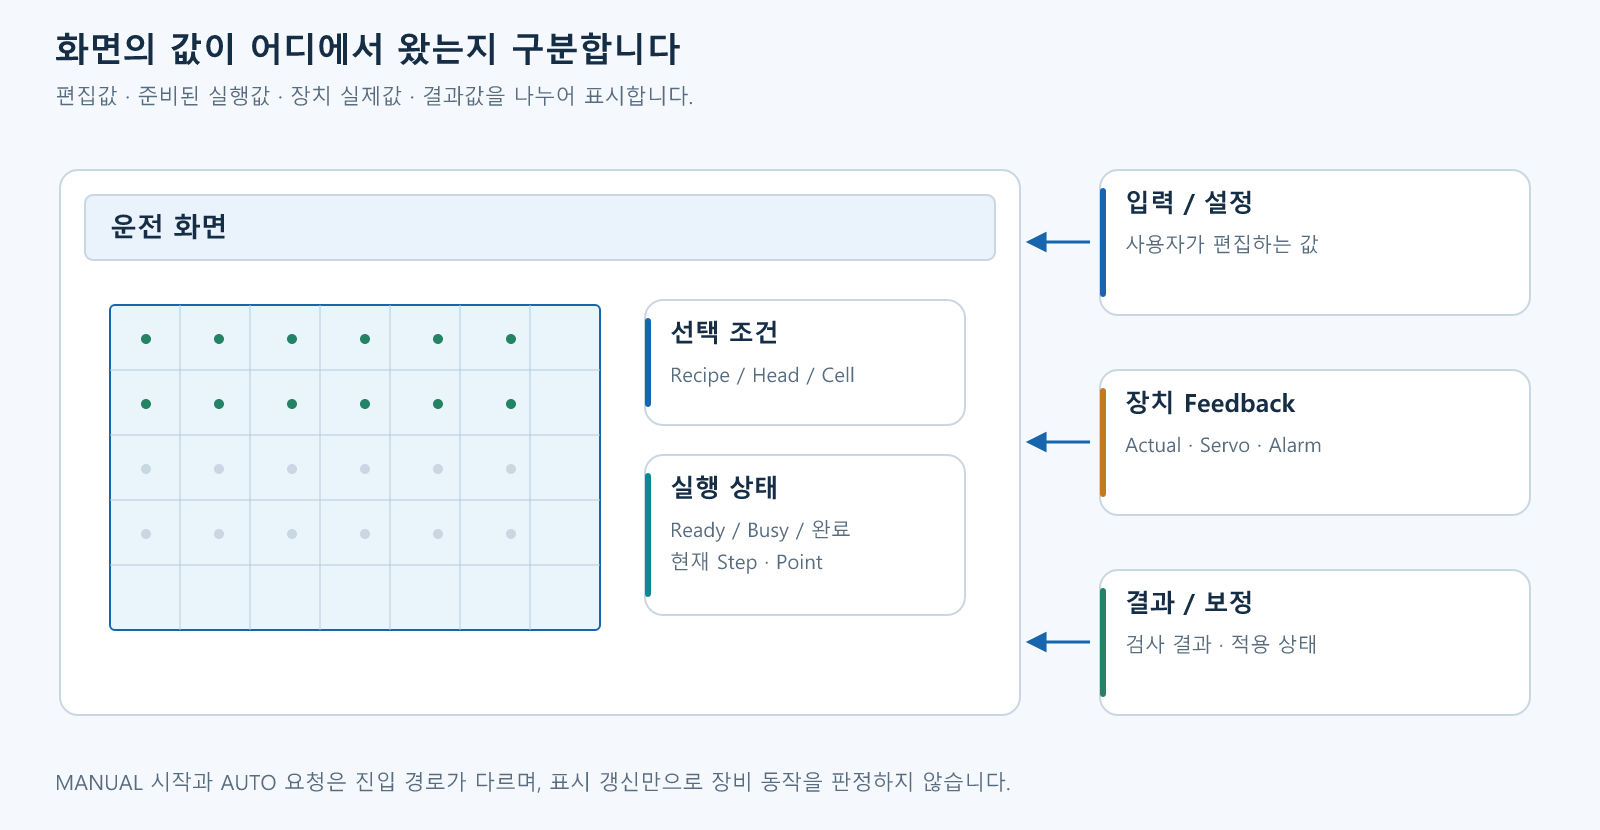 화면의 값이 어디에서 왔는지 구분합니다
편집값 · 준비된 실행값 · 장치 실제값 · 결과값을 나누어 표시합니다.
운전 화면
선택 조건
Recipe / Head / Cell
실행 상태
Ready / Busy / 완료
현재 Step · Point
입력 / 설정
사용자가 편집하는 값
장치 Feedback
Actual · Servo · Alarm
결과 / 보정
검사 결과 · 적용 상태
MANUAL 시작과 AUTO 요청은 진입 경로가 다르며, 표시 갱신만으로 장비 동작을 판정하지 않습니다.